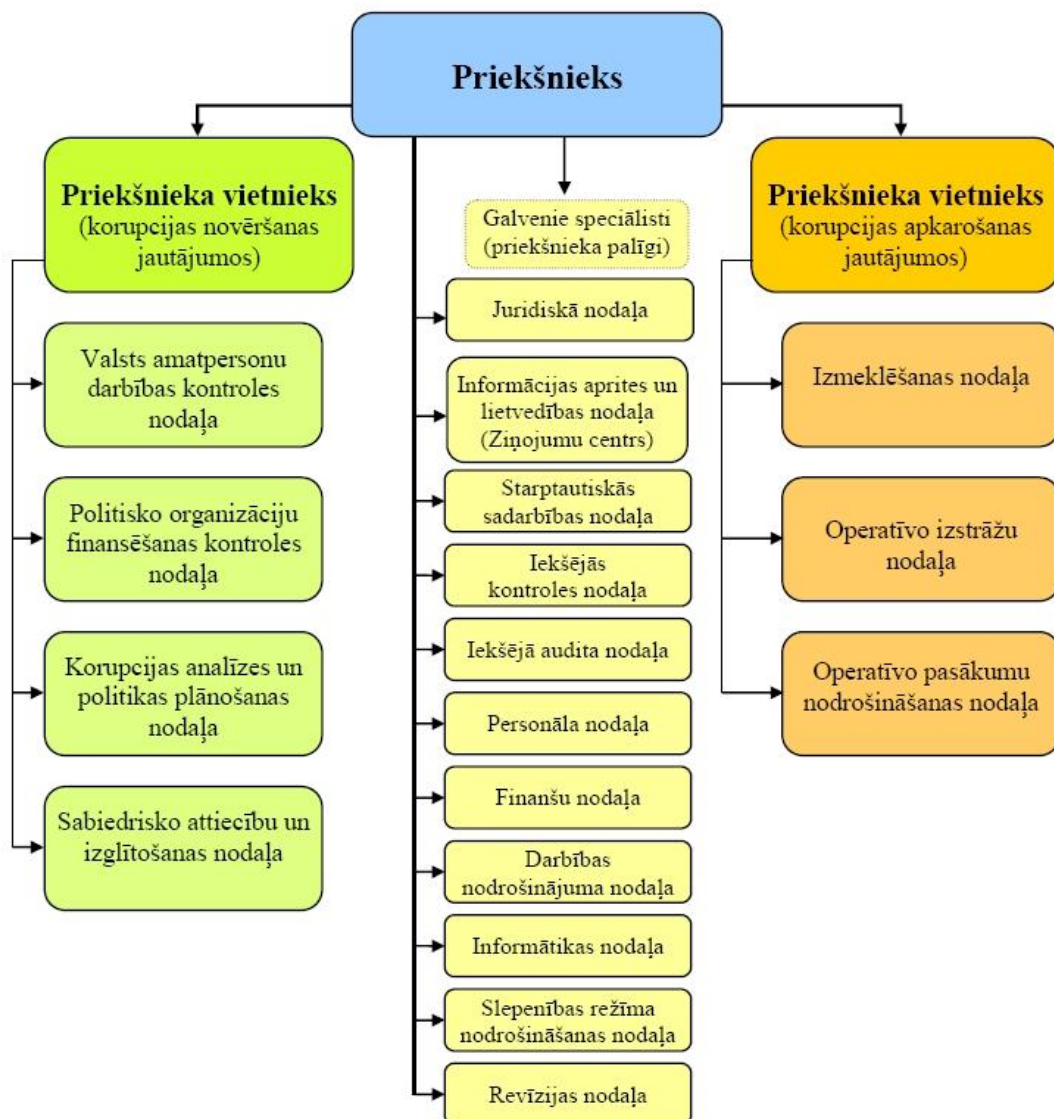 Priekšnieks
Priekšnieka vietnieks
(korupcijas novēršanas
jautājumos)
Valsts amatpersonu
darbības kontroles
nodaļa
Politisko organizāciju
finansēšanas kontroles
nodaļa
Korupcijas analīzes un
politikas plānošanas
nodaļa
Sabiedrisko attiecību un
izglītošanas nodaļa
Galvenie speciālisti
(priekšnieka palīgi)
Juridiskā nodaļa
Informācijas aprites un
lietvedības nodaļa
(Ziņojumu centrs)
Starptautiskās
sadarbības nodaļa
Iekšējās
kontroles nodaļa
Iekšējā audita nodaļa
Personāla nodaļa
Finanšu nodaļa
Darbības
nodrošinājuma nodaļa
Informātikas nodaļa
Slepenības režīma
nodrošināšanas nodaļa
Revīzijas nodaļa
Priekšnieka vietnieks
(korupcijas apkarošanas
jautājumos)
Izmeklēšanas nodaļa
Operatīvo izstrāžu
nodaļa
Operatīvo pasākumu
nodrošināšanas nodaļa